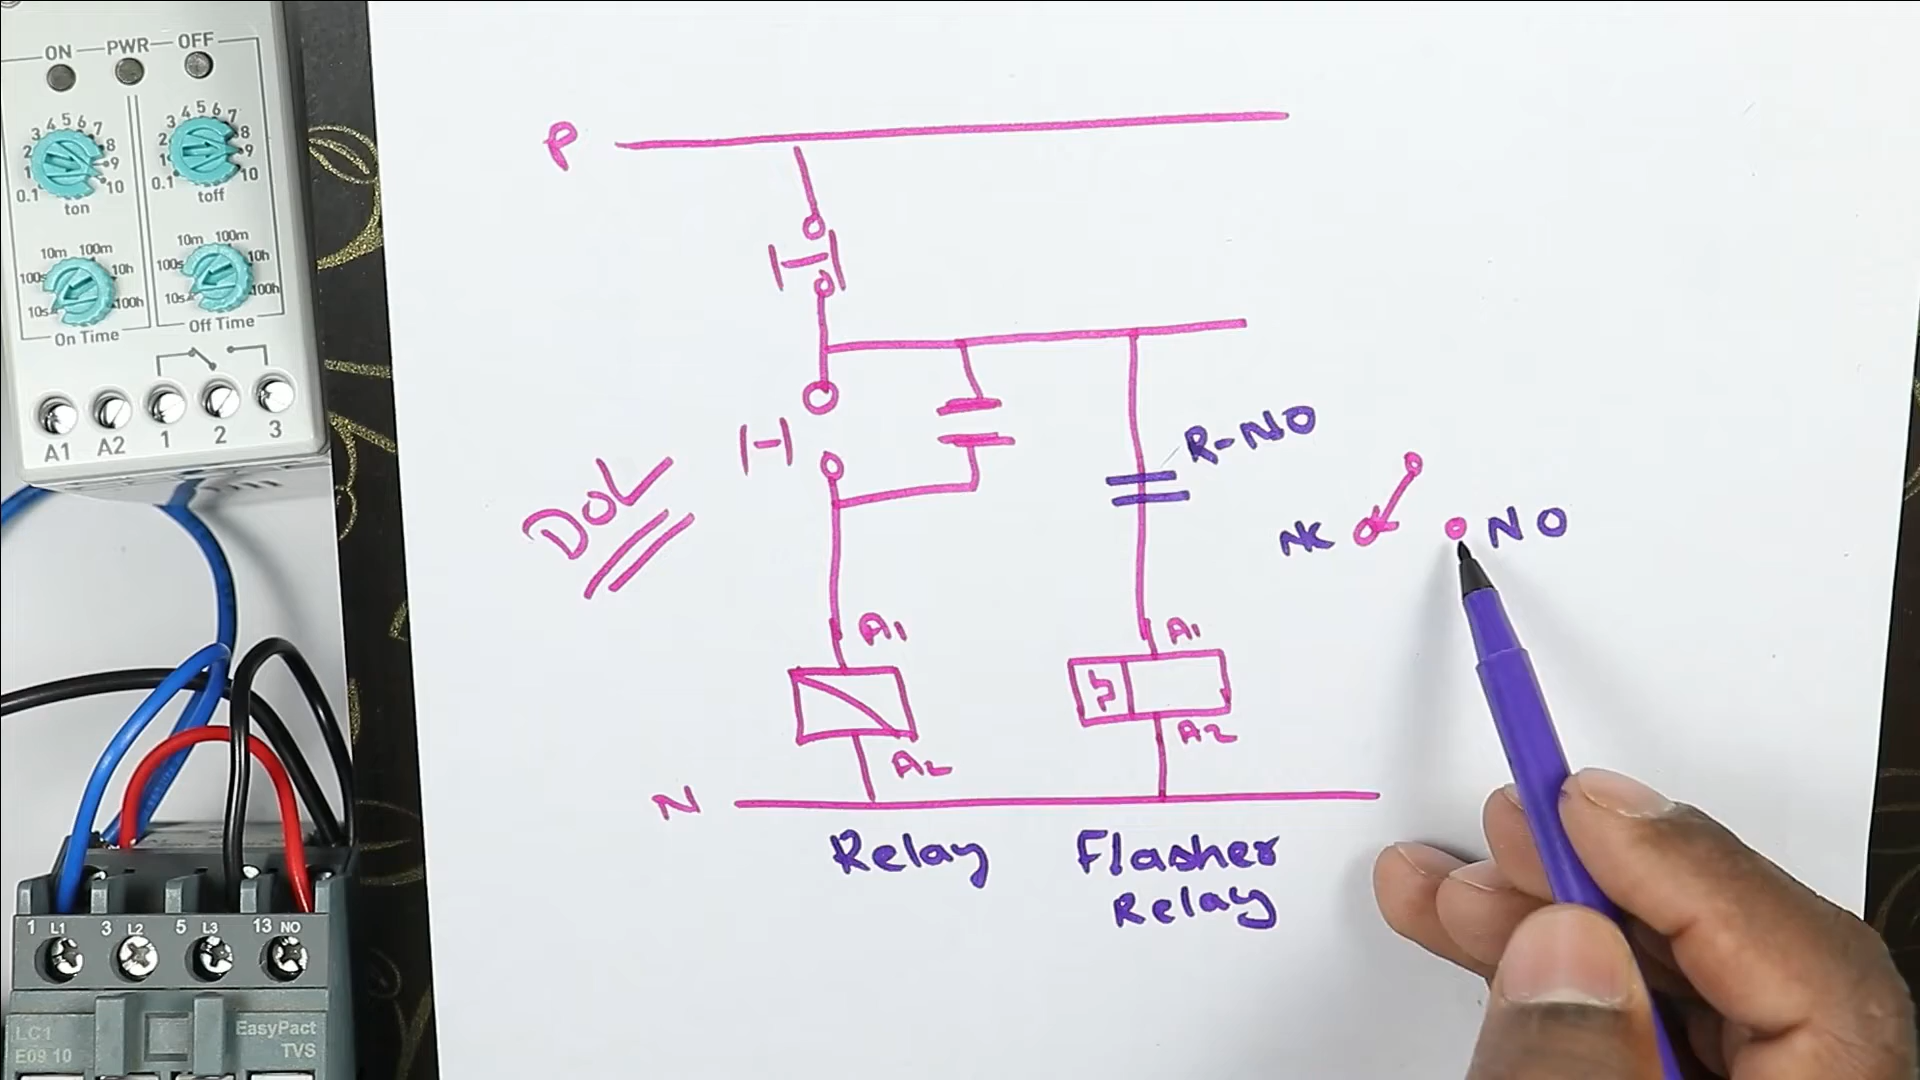 ON PWR OFF
3 4 5 6 7
2 8
1 9
0.1 10
ton
3 4 5 6 7
2 8
1 9
0.1 10
toff
10m 100m
100s 10h
10s 100h
On Time
10m 100m
100s 10h
10s 100h
Off Time
A1 A2 1 2 3
P
R-NO
DOL
NO
A1
A1
A2
A2
N
Relay
Flasher
Relay
1 L1 3 L2 5 L3 13 NO
LC1
E09 10
EasyPact
TVS